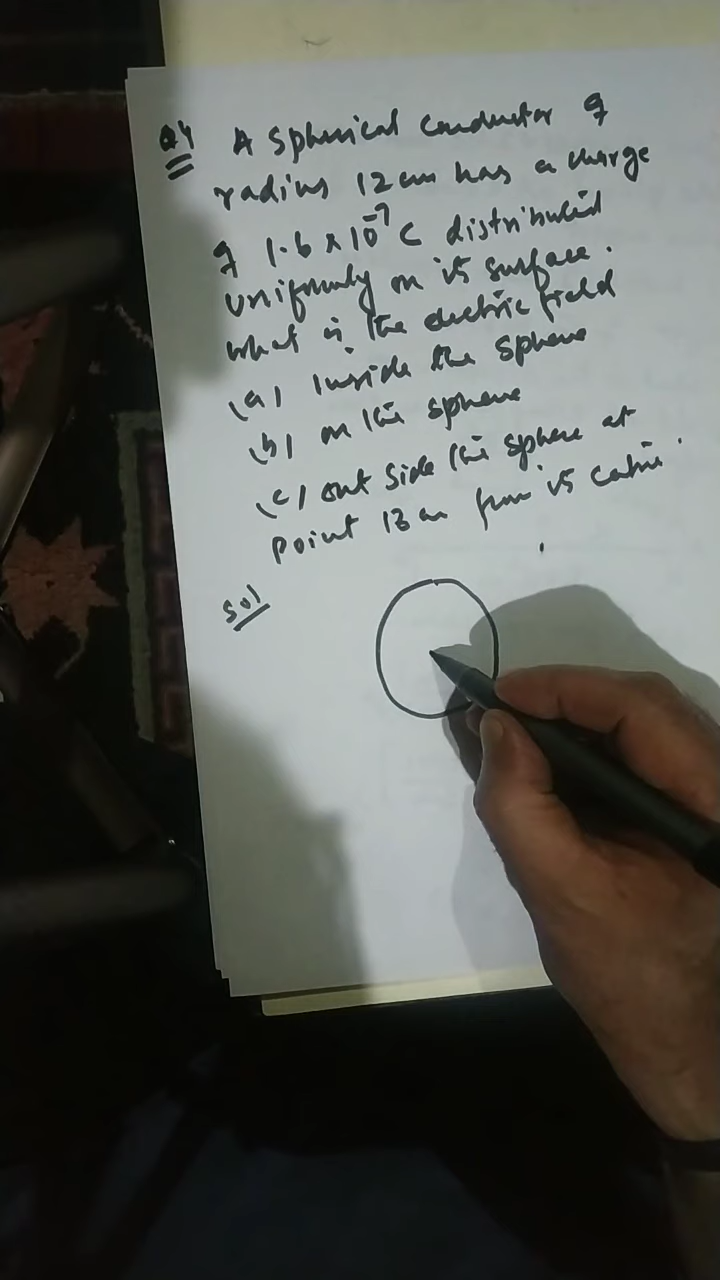 Q4 A spherical conductor of
radius 12 cm has a charge
of 1.6 x 10⁻⁷ C distributed
uniformly on its surface.
what is the electric field
(a) Inside the sphere
(b) on the sphere
(c) out side the sphere at
point 18 cm from its centre.
Sol